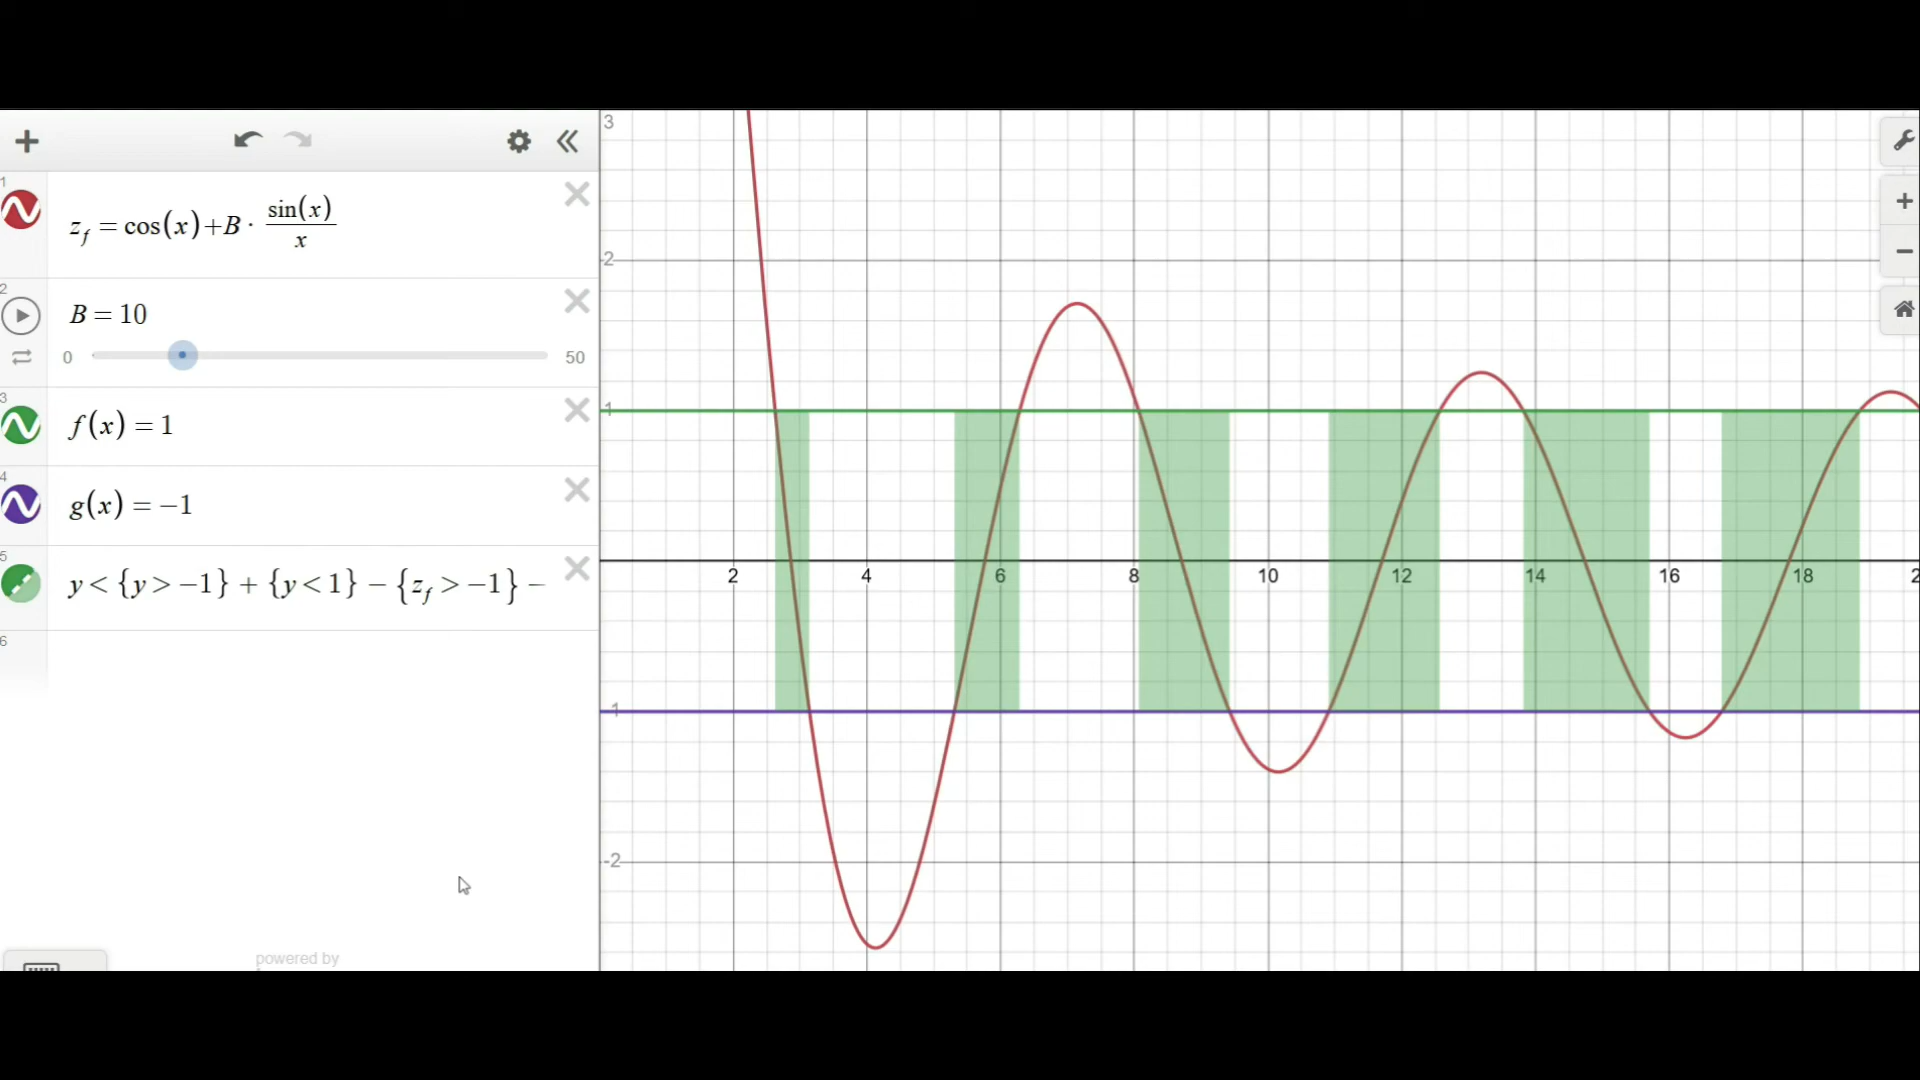 1
z_f = cos(x)+B · sin(x)/x
2
B = 10
0
50
3
f(x) = 1
4
g(x) = −1
5
y < {y > −1} + {y < 1} − {z_f > −1} −
6
powered by
3
2
1
-1
-2
2 4 6 8 10 12 14 16 18 2